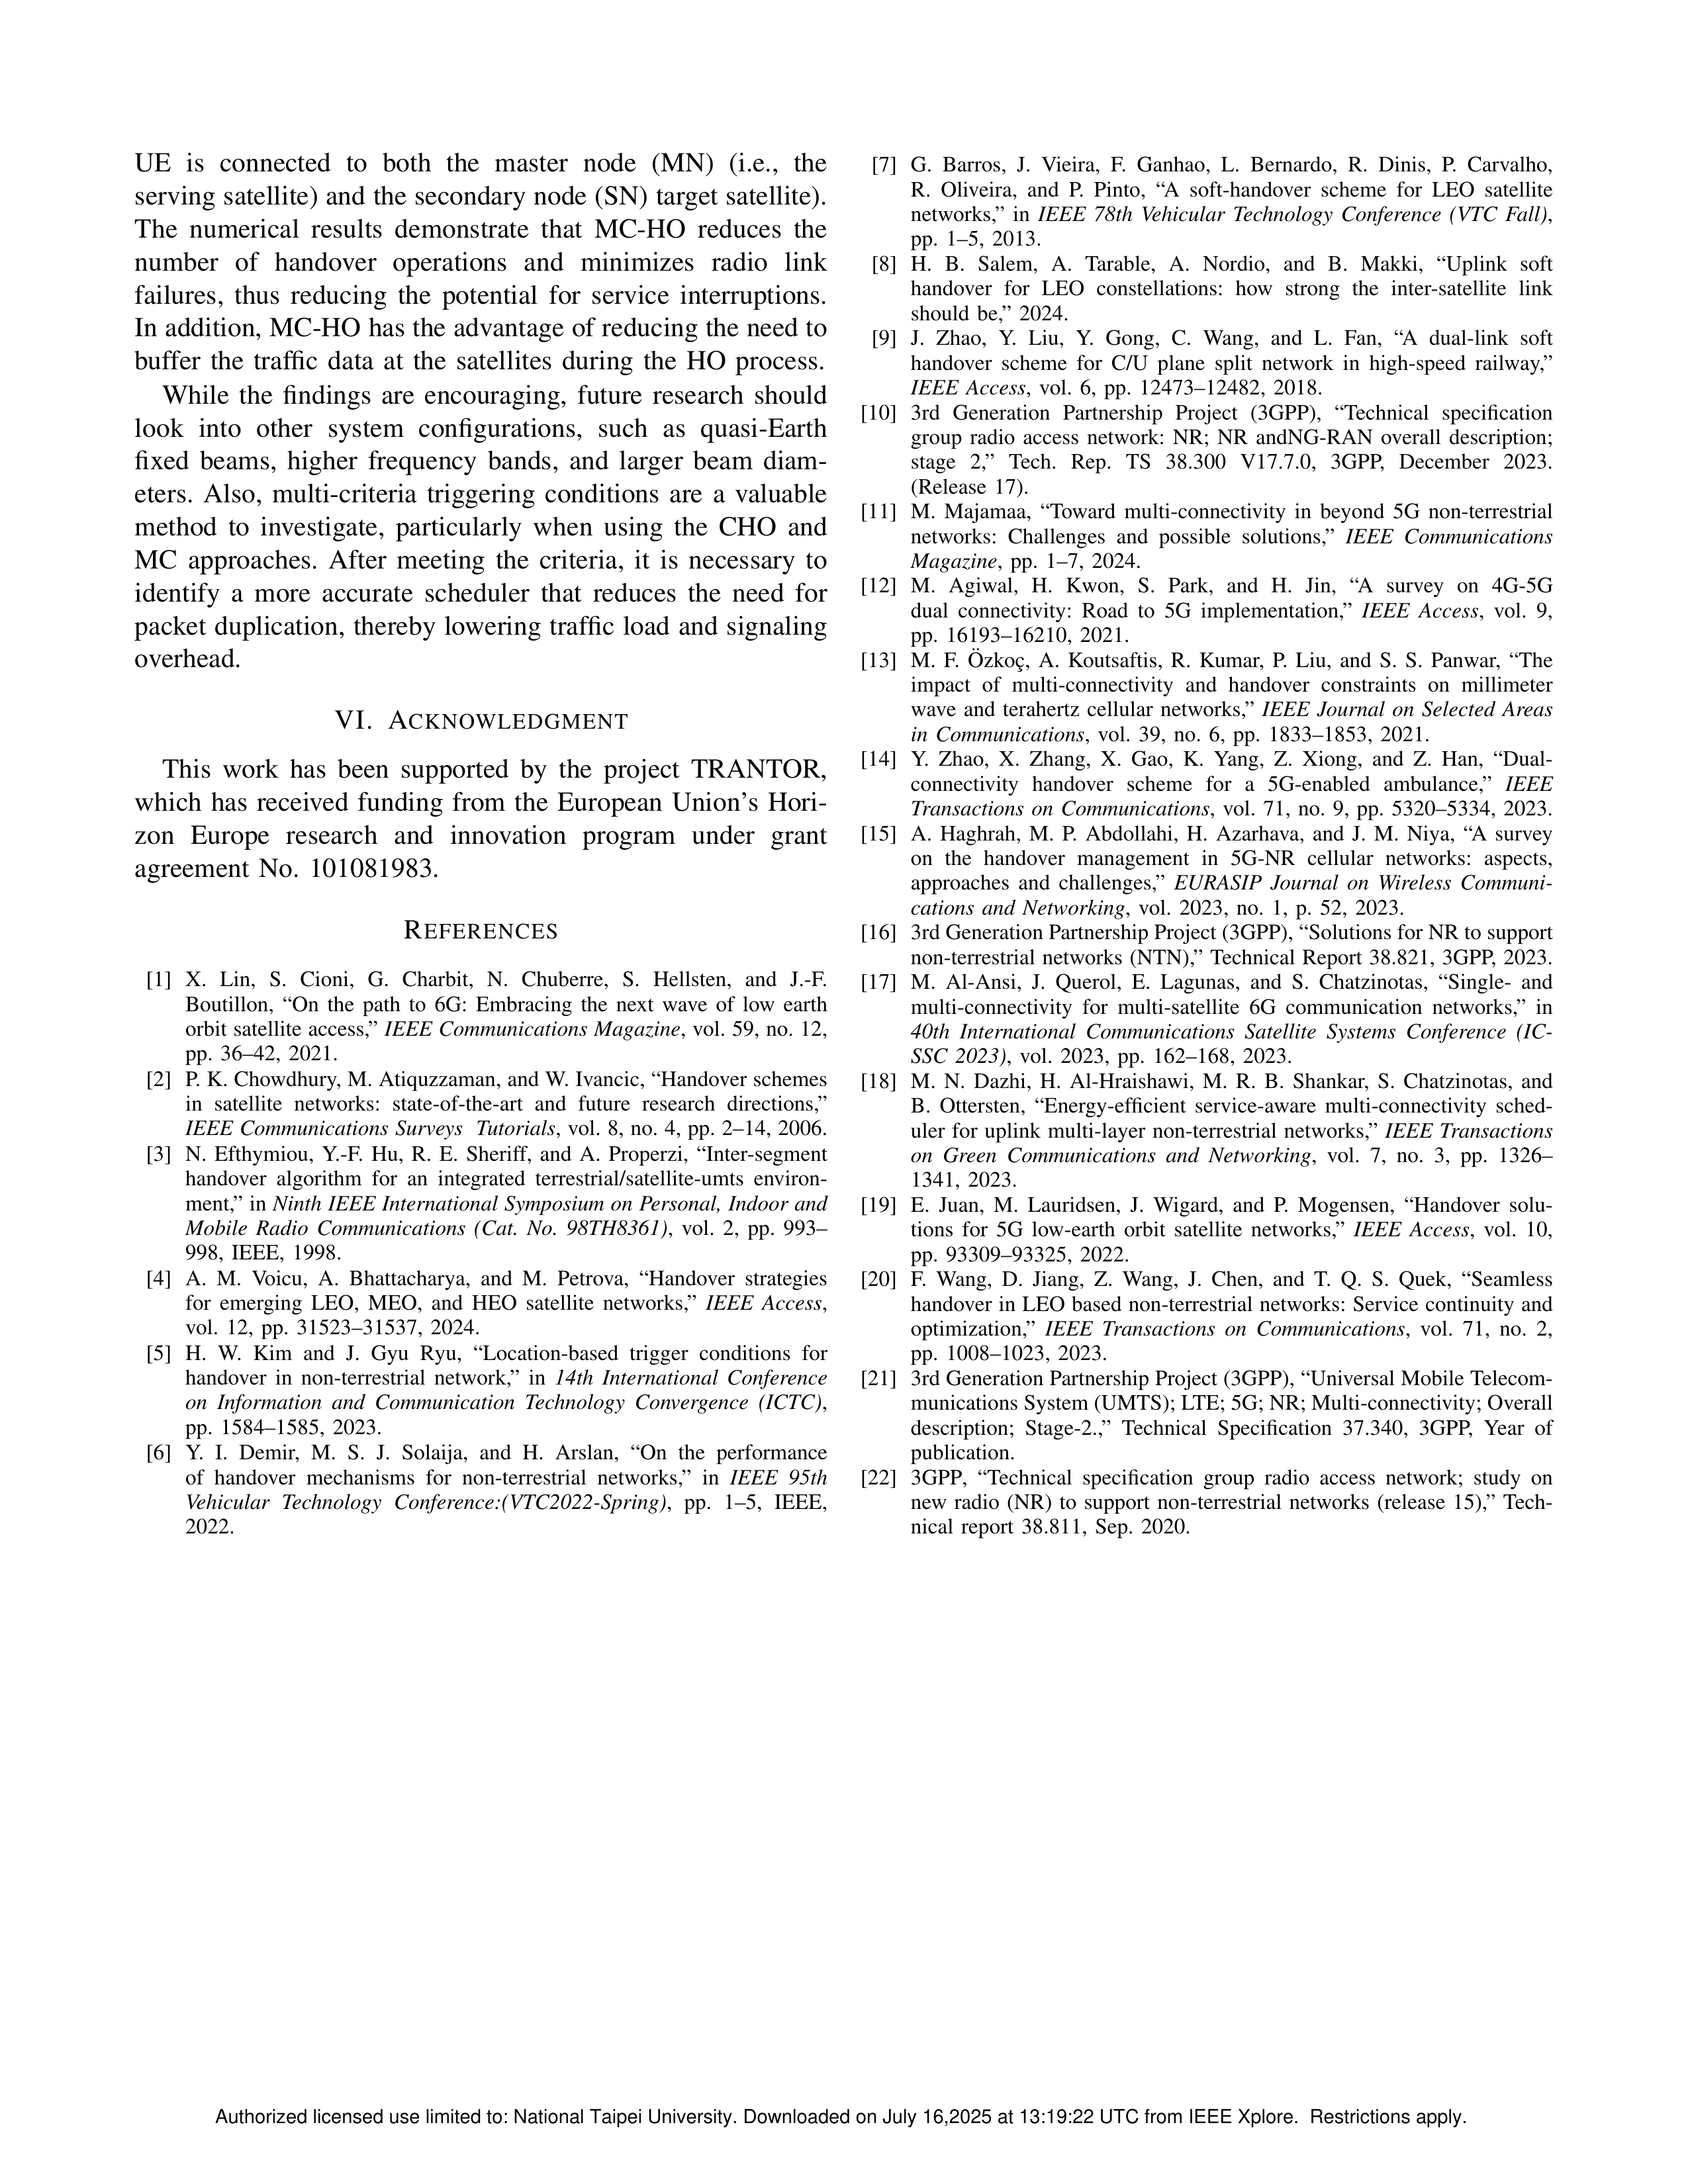 UE is connected to both the master node (MN) (i.e., the
serving satellite) and the secondary node (SN) target satellite).
The numerical results demonstrate that MC-HO reduces the
number of handover operations and minimizes radio link
failures, thus reducing the potential for service interruptions.
In addition, MC-HO has the advantage of reducing the need to
buffer the traffic data at the satellites during the HO process.
While the findings are encouraging, future research should
look into other system configurations, such as quasi-Earth
fixed beams, higher frequency bands, and larger beam diam-
eters. Also, multi-criteria triggering conditions are a valuable
method to investigate, particularly when using the CHO and
MC approaches. After meeting the criteria, it is necessary to
identify a more accurate scheduler that reduces the need for
packet duplication, thereby lowering traffic load and signaling
overhead.
VI. ACKNOWLEDGMENT
This work has been supported by the project TRANTOR,
which has received funding from the European Union's Hori-
zon Europe research and innovation program under grant
agreement No. 101081983.
REFERENCES
[1] X. Lin, S. Cioni, G. Charbit, N. Chuberre, S. Hellsten, and J.-F.
Boutillon, “On the path to 6G: Embracing the next wave of low earth
orbit satellite access,” IEEE Communications Magazine, vol. 59, no. 12,
pp. 36–42, 2021.
[2] P. K. Chowdhury, M. Atiquzzaman, and W. Ivancic, “Handover schemes
in satellite networks: state-of-the-art and future research directions,”
IEEE Communications Surveys Tutorials, vol. 8, no. 4, pp. 2–14, 2006.
[3] N. Efthymiou, Y.-F. Hu, R. E. Sheriff, and A. Properzi, “Inter-segment
handover algorithm for an integrated terrestrial/satellite-umts environ-
ment,” in Ninth IEEE International Symposium on Personal, Indoor and
Mobile Radio Communications (Cat. No. 98TH8361), vol. 2, pp. 993–
998, IEEE, 1998.
[4] A. M. Voicu, A. Bhattacharya, and M. Petrova, “Handover strategies
for emerging LEO, MEO, and HEO satellite networks,” IEEE Access,
vol. 12, pp. 31523–31537, 2024.
[5] H. W. Kim and J. Gyu Ryu, “Location-based trigger conditions for
handover in non-terrestrial network,” in 14th International Conference
on Information and Communication Technology Convergence (ICTC),
pp. 1584–1585, 2023.
[6] Y. I. Demir, M. S. J. Solaija, and H. Arslan, “On the performance
of handover mechanisms for non-terrestrial networks,” in IEEE 95th
Vehicular Technology Conference:(VTC2022-Spring), pp. 1–5, IEEE,
2022.
[7] G. Barros, J. Vieira, F. Ganhao, L. Bernardo, R. Dinis, P. Carvalho,
R. Oliveira, and P. Pinto, “A soft-handover scheme for LEO satellite
networks,” in IEEE 78th Vehicular Technology Conference (VTC Fall),
pp. 1–5, 2013.
[8] H. B. Salem, A. Tarable, A. Nordio, and B. Makki, “Uplink soft
handover for LEO constellations: how strong the inter-satellite link
should be,” 2024.
[9] J. Zhao, Y. Liu, Y. Gong, C. Wang, and L. Fan, “A dual-link soft
handover scheme for C/U plane split network in high-speed railway,”
IEEE Access, vol. 6, pp. 12473–12482, 2018.
[10] 3rd Generation Partnership Project (3GPP), “Technical specification
group radio access network: NR; NR andNG-RAN overall description;
stage 2,” Tech. Rep. TS 38.300 V17.7.0, 3GPP, December 2023.
(Release 17).
[11] M. Majamaa, “Toward multi-connectivity in beyond 5G non-terrestrial
networks: Challenges and possible solutions,” IEEE Communications
Magazine, pp. 1–7, 2024.
[12] M. Agiwal, H. Kwon, S. Park, and H. Jin, “A survey on 4G-5G
dual connectivity: Road to 5G implementation,” IEEE Access, vol. 9,
pp. 16193–16210, 2021.
[13] M. F. Özkoç, A. Koutsaftis, R. Kumar, P. Liu, and S. S. Panwar, “The
impact of multi-connectivity and handover constraints on millimeter
wave and terahertz cellular networks,” IEEE Journal on Selected Areas
in Communications, vol. 39, no. 6, pp. 1833–1853, 2021.
[14] Y. Zhao, X. Zhang, X. Gao, K. Yang, Z. Xiong, and Z. Han, “Dual-
connectivity handover scheme for a 5G-enabled ambulance,” IEEE
Transactions on Communications, vol. 71, no. 9, pp. 5320–5334, 2023.
[15] A. Haghrah, M. P. Abdollahi, H. Azarhava, and J. M. Niya, “A survey
on the handover management in 5G-NR cellular networks: aspects,
approaches and challenges,” EURASIP Journal on Wireless Communi-
cations and Networking, vol. 2023, no. 1, p. 52, 2023.
[16] 3rd Generation Partnership Project (3GPP), “Solutions for NR to support
non-terrestrial networks (NTN),” Technical Report 38.821, 3GPP, 2023.
[17] M. Al-Ansi, J. Querol, E. Lagunas, and S. Chatzinotas, “Single- and
multi-connectivity for multi-satellite 6G communication networks,” in
40th International Communications Satellite Systems Conference (IC-
SSC 2023), vol. 2023, pp. 162–168, 2023.
[18] M. N. Dazhi, H. Al-Hraishawi, M. R. B. Shankar, S. Chatzinotas, and
B. Ottersten, “Energy-efficient service-aware multi-connectivity sched-
uler for uplink multi-layer non-terrestrial networks,” IEEE Transactions
on Green Communications and Networking, vol. 7, no. 3, pp. 1326–
1341, 2023.
[19] E. Juan, M. Lauridsen, J. Wigard, and P. Mogensen, “Handover solu-
tions for 5G low-earth orbit satellite networks,” IEEE Access, vol. 10,
pp. 93309–93325, 2022.
[20] F. Wang, D. Jiang, Z. Wang, J. Chen, and T. Q. S. Quek, “Seamless
handover in LEO based non-terrestrial networks: Service continuity and
optimization,” IEEE Transactions on Communications, vol. 71, no. 2,
pp. 1008–1023, 2023.
[21] 3rd Generation Partnership Project (3GPP), “Universal Mobile Telecom-
munications System (UMTS); LTE; 5G; NR; Multi-connectivity; Overall
description; Stage-2.,” Technical Specification 37.340, 3GPP, Year of
publication.
[22] 3GPP, “Technical specification group radio access network; study on
new radio (NR) to support non-terrestrial networks (release 15),” Tech-
nical report 38.811, Sep. 2020.
Authorized licensed use limited to: National Taipei University. Downloaded on July 16,2025 at 13:19:22 UTC from IEEE Xplore. Restrictions apply.